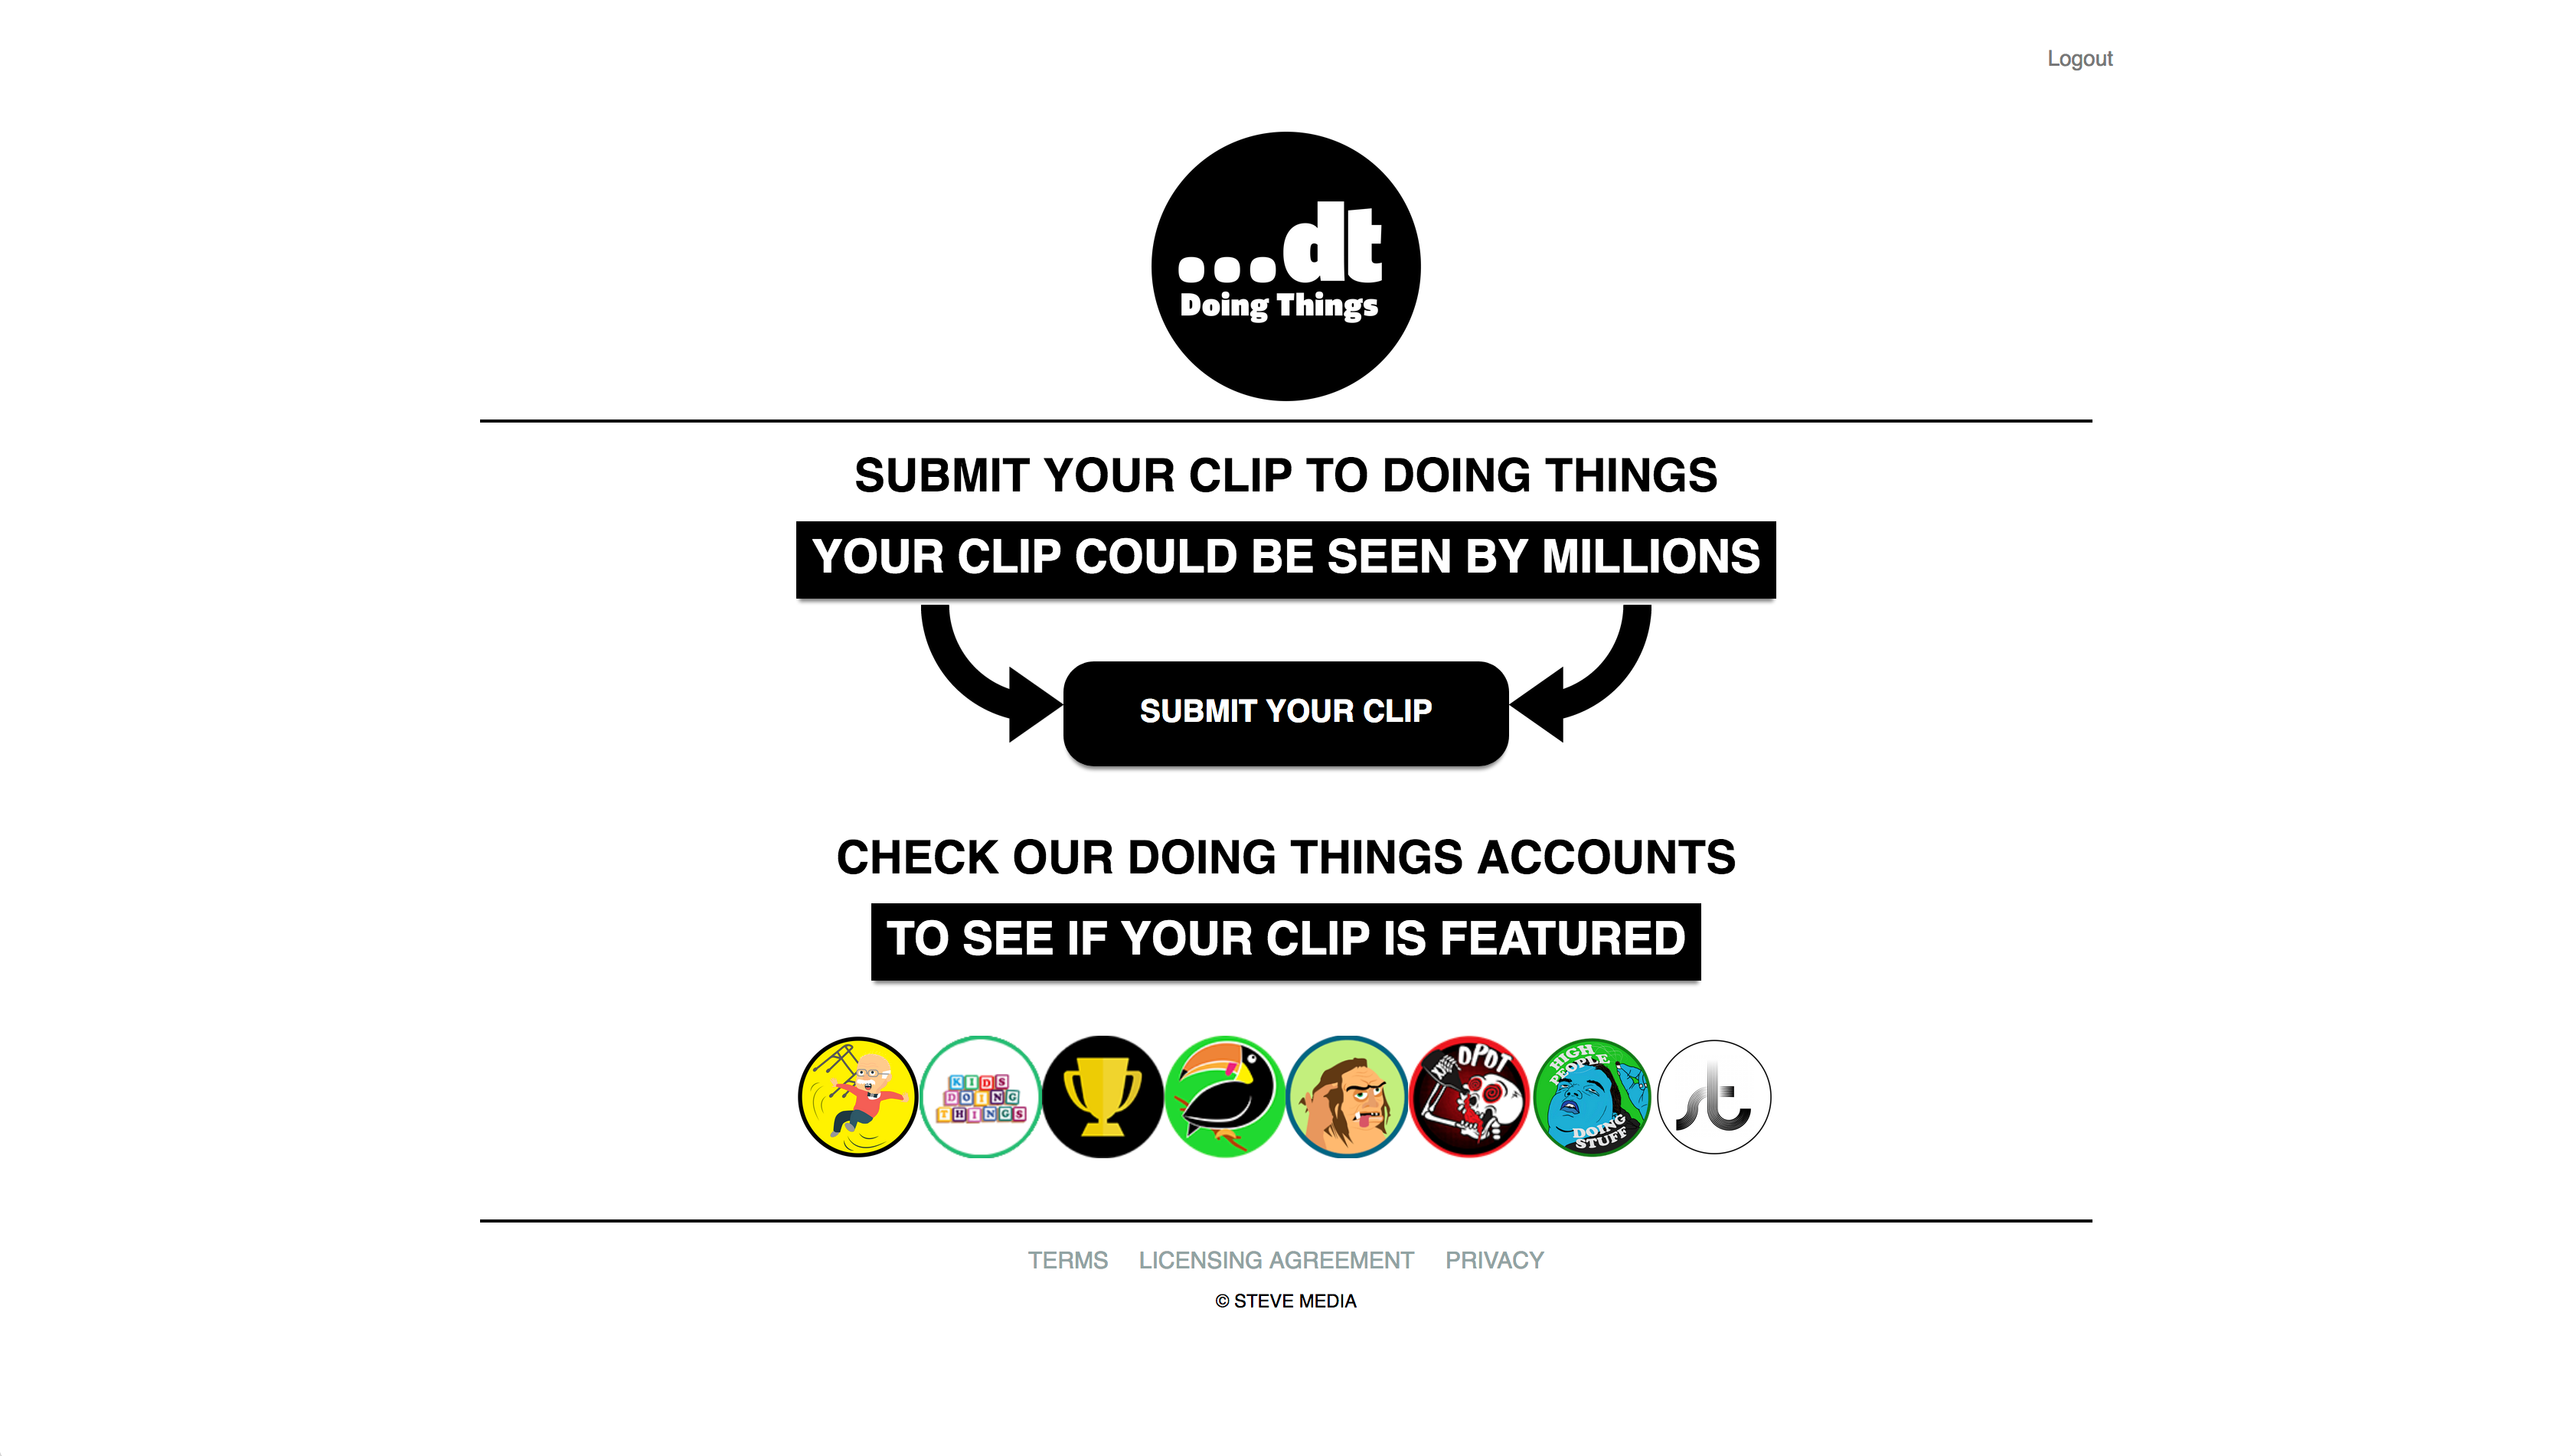 Logout
...dt
Doing Things
SUBMIT YOUR CLIP TO DOING THINGS
YOUR CLIP COULD BE SEEN BY MILLIONS
SUBMIT YOUR CLIP
CHECK OUR DOING THINGS ACCOUNTS
TO SEE IF YOUR CLIP IS FEATURED
KIDS
DOING
THINGS
DPDT
HIGH
PEOPLE
DOING
STUFF
st
TERMS LICENSING AGREEMENT PRIVACY
© STEVE MEDIA